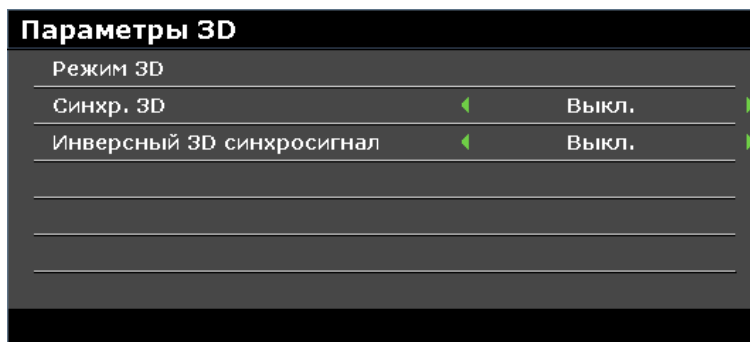 Параметры 3D
Режим 3D
Синхр. 3D Выкл.
Инверсный 3D синхросигнал Выкл.